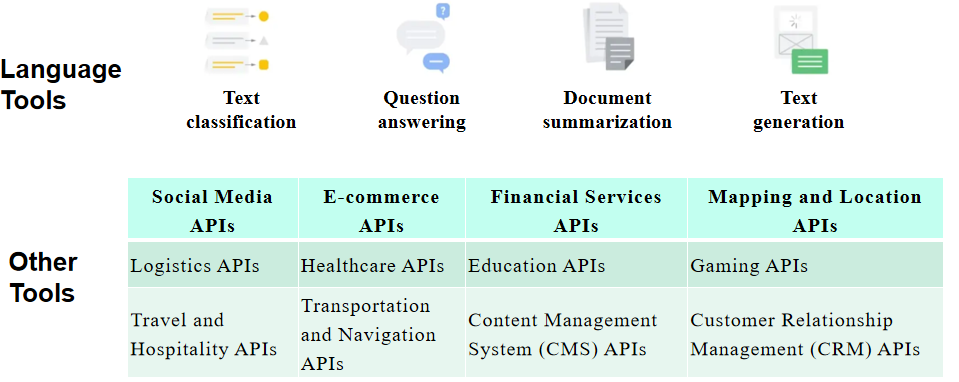 ?
?
Language
Tools
Text
classification
Question
answering
Document
summarization
Text
generation
Other
Tools
Social Media
APIs
E-commerce
APIs
Financial Services
APIs
Mapping and Location
APIs
Logistics APIs
Healthcare APIs
Education APIs
Gaming APIs
Travel and
Hospitality APIs
Transportation
and Navigation
APIs
Content Management
System (CMS) APIs
Customer Relationship
Management (CRM) APIs